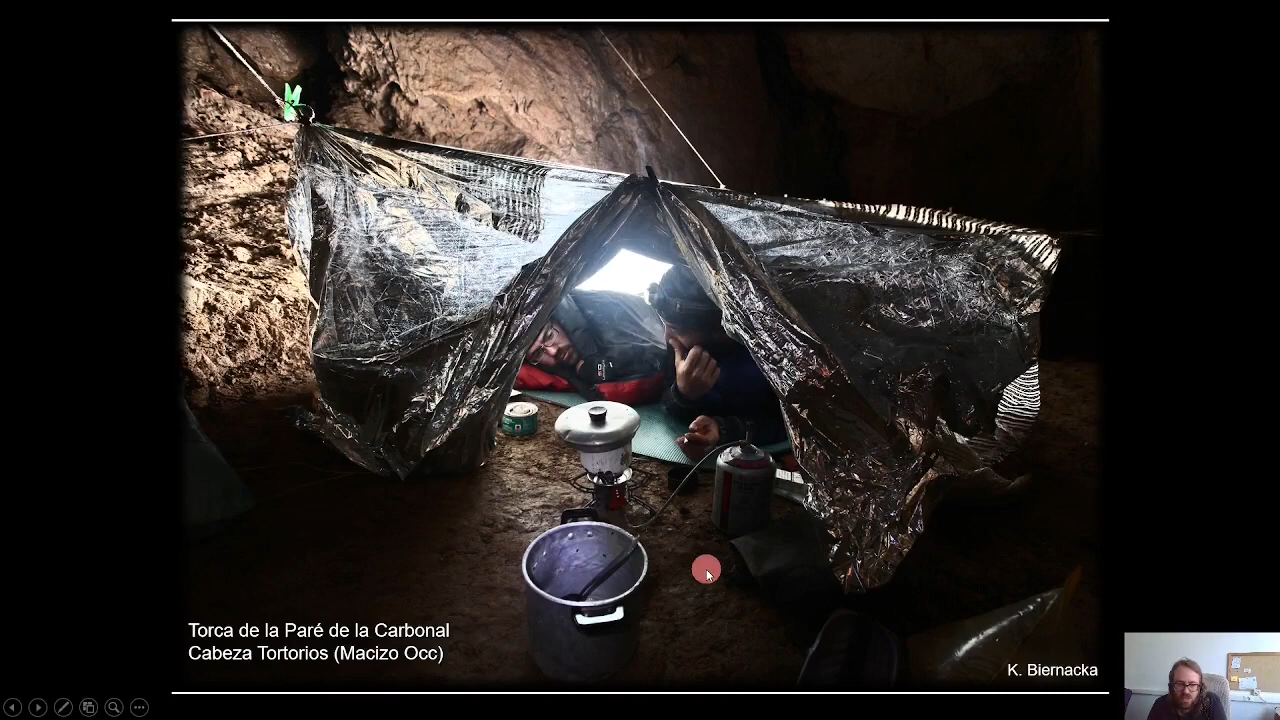 Torca de la Paré de la Carbonal
Cabeza Tortorios (Macizo Occ)
K. Biernacka